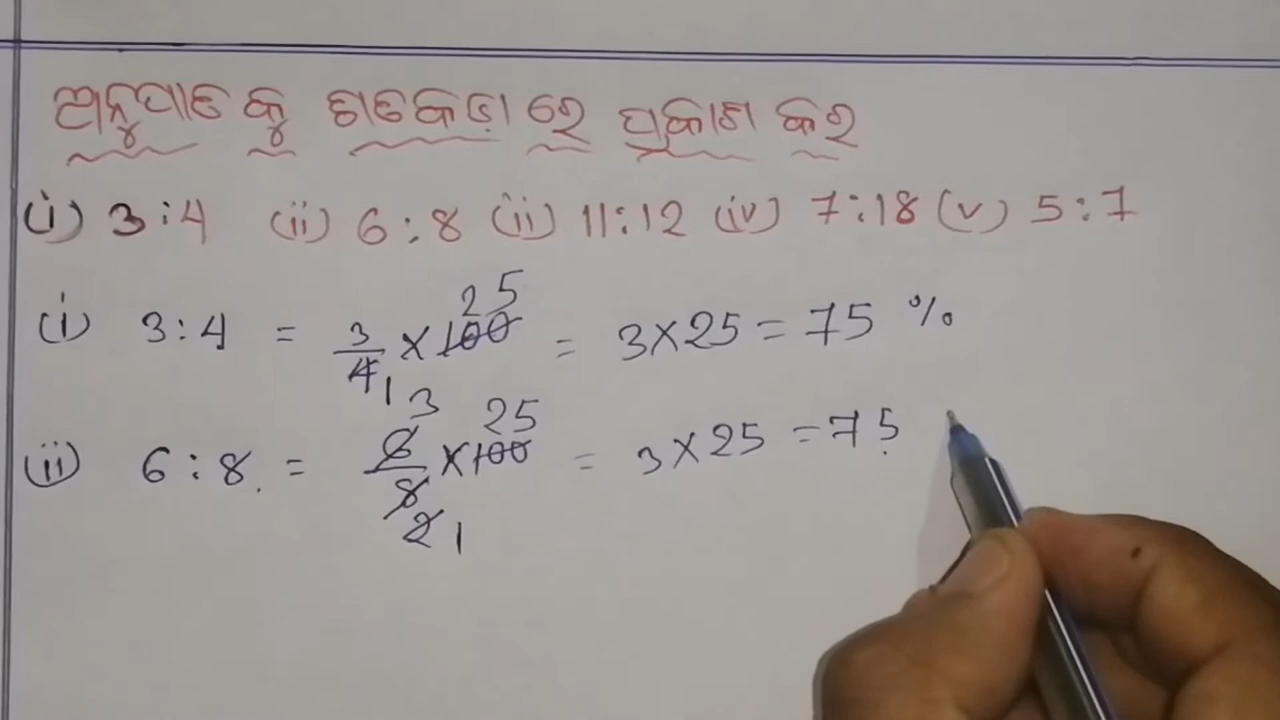 ଅନୁପାତ କୁ ଶତକଡ଼ା ରେ ପ୍ରକାଶ କର
(i) 3:4 (ii) 6:8 (ii) 11:12 (iv) 7:18 (v) 5:7
(i) 3:4 = 3/4 × 100 25 1 = 3×25 = 75 %
(ii) 6:8. = 6/8 × 100 3 25 2 1 = 3×25 = 75